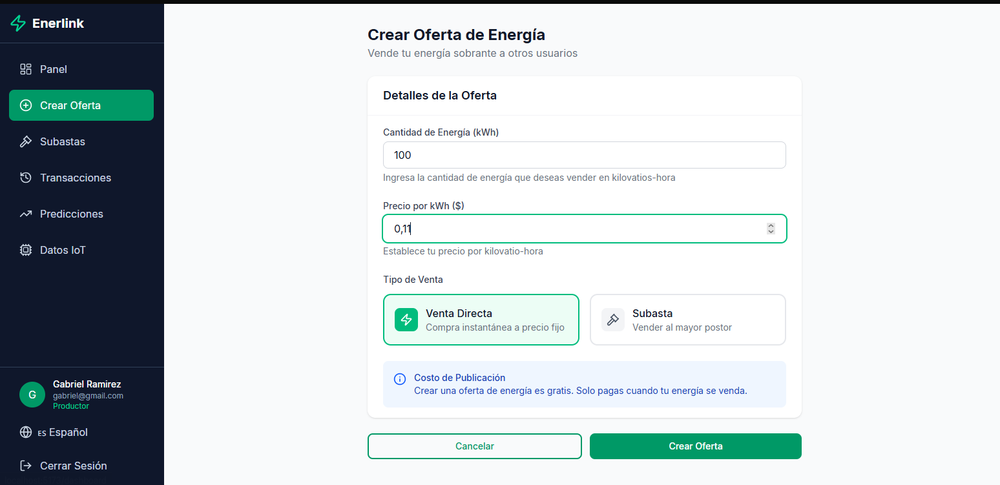 Enerlink
Panel
Crear Oferta
Subastas
Transacciones
Predicciones
Datos IoT
G
Gabriel Ramirez
gabriel@gmail.com
Productor
ES Español
Cerrar Sesión
Crear Oferta de Energía
Vende tu energía sobrante a otros usuarios
Detalles de la Oferta
Cantidad de Energía (kWh)
100
Ingresa la cantidad de energía que deseas vender en kilovatios-hora
Precio por kWh ($)
0,11
Establece tu precio por kilovatio-hora
Tipo de Venta
Venta Directa
Compra instantánea a precio fijo
Subasta
Vender al mayor postor
Costo de Publicación
Crear una oferta de energía es gratis. Solo pagas cuando tu energía se venda.
Cancelar
Crear Oferta